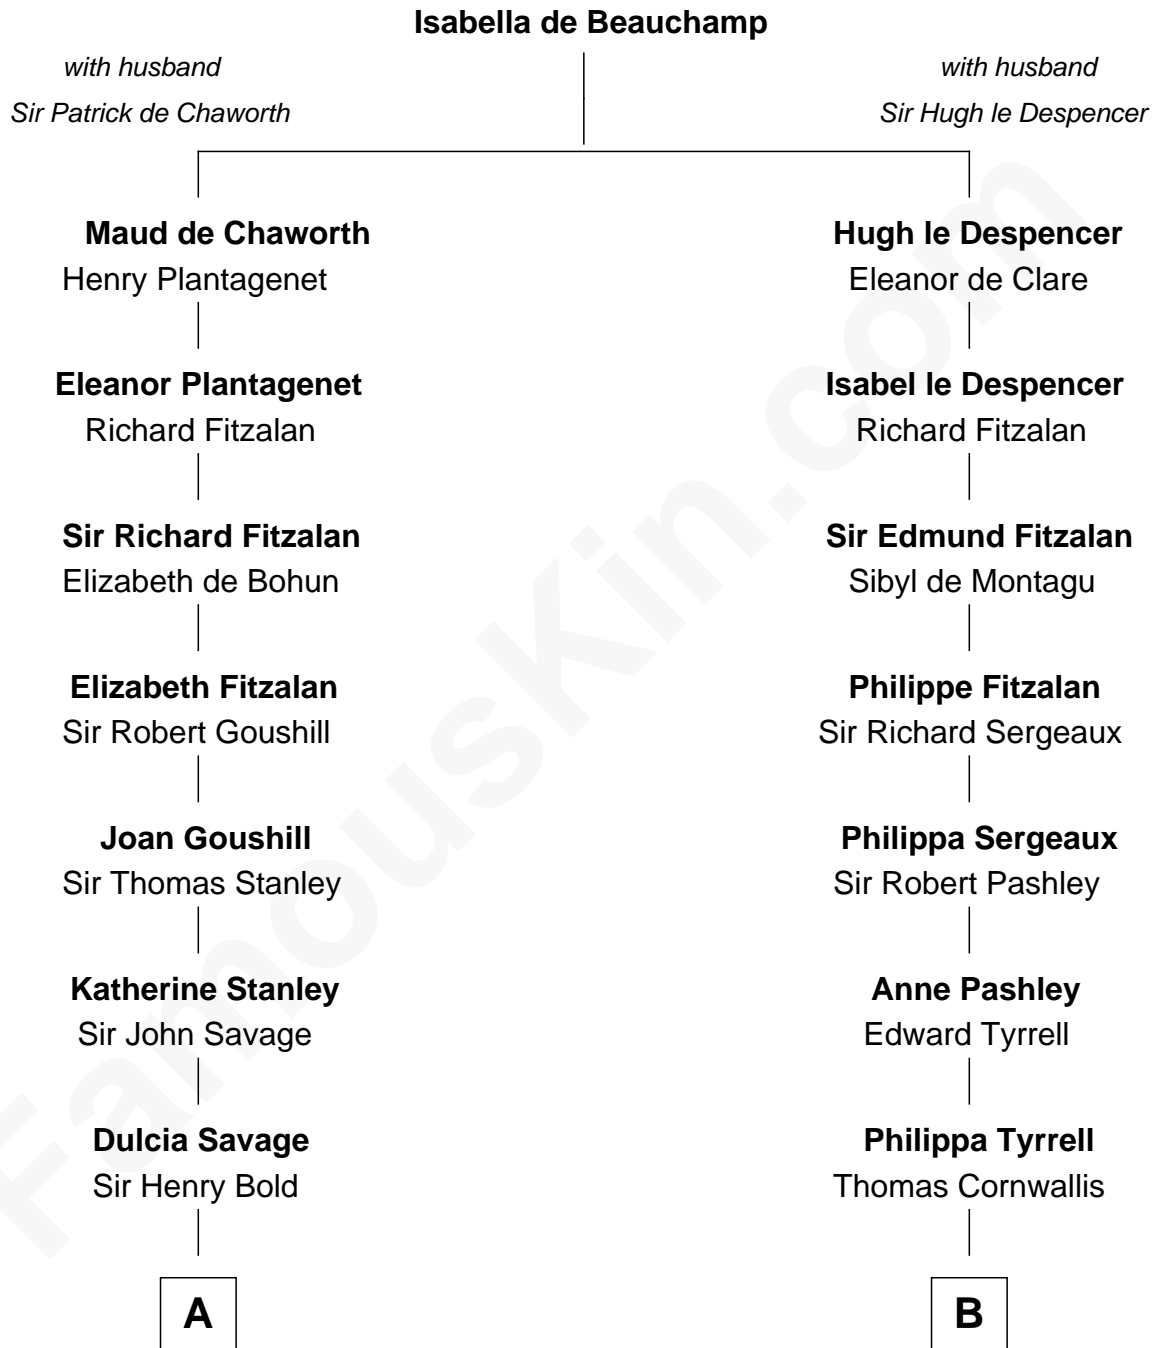 Isabella de Beauchamp
with husband
Sir Patrick de Chaworth
with husband
Sir Hugh le Despencer
Maud de Chaworth
Henry Plantagenet
Hugh le Despencer
Eleanor de Clare
Eleanor Plantagenet
Richard Fitzalan
Isabel le Despencer
Richard Fitzalan
Sir Richard Fitzalan
Elizabeth de Bohun
Sir Edmund Fitzalan
Sibyl de Montagu
Elizabeth Fitzalan
Sir Robert Goushill
Philippe Fitzalan
Sir Richard Sergeaux
Joan Goushill
Sir Thomas Stanley
Philippa Sergeaux
Sir Robert Pashley
Katherine Stanley
Sir John Savage
Anne Pashley
Edward Tyrrell
Dulcia Savage
Sir Henry Bold
Philippa Tyrrell
Thomas Cornwallis
A
B
FamousKin.com